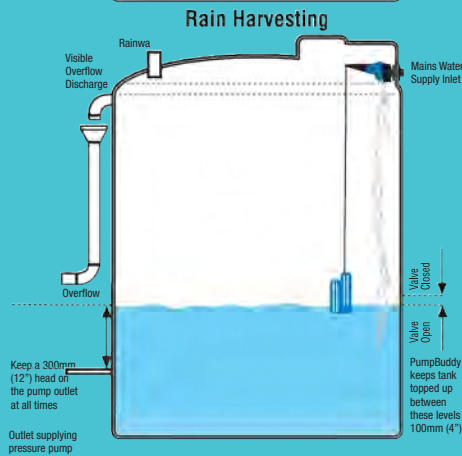 Rain Harvesting
Rainwa
Visible
Overflow
Discharge
Mains Water
Supply Inlet
Overflow
Valve
Closed
Valve
Open
Keep a 300mm
(12") head on
the pump outlet
at all times
PumpBuddy
keeps tank
topped up
between
these levels
100mm (4")
Outlet supplying
pressure pump